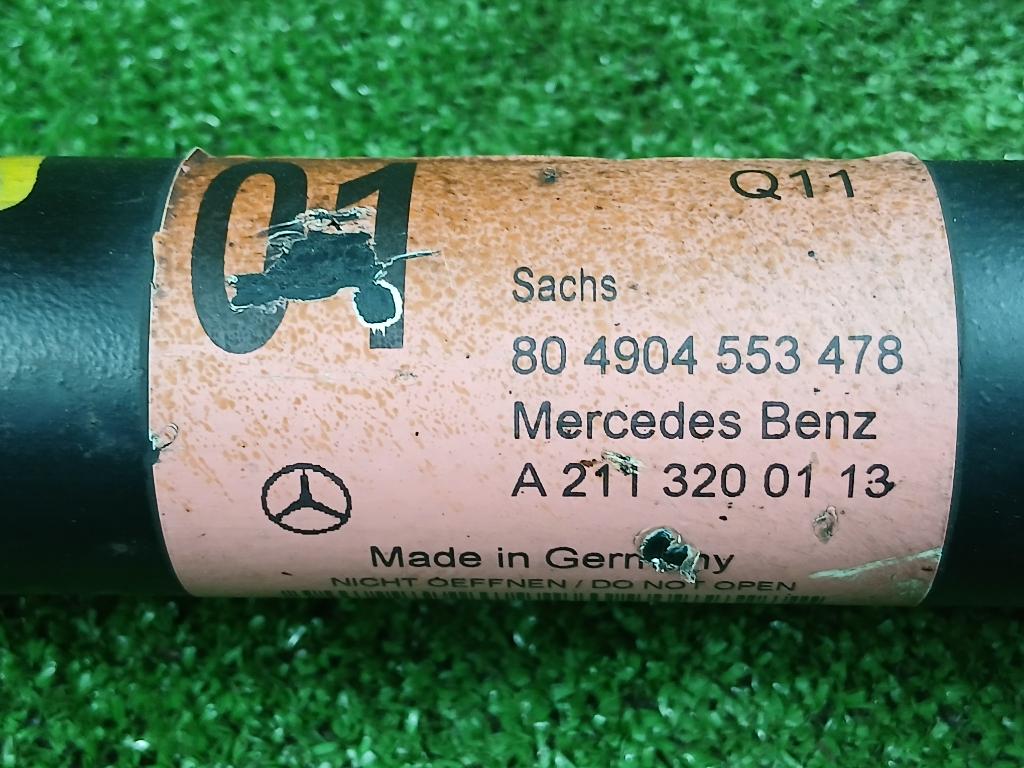 01
Q11
Sachs
80 4904 553 478
Mercedes Benz
A 211 320 01 13
Made in Germany
NICHT OEFFNEN / DO NOT OPEN